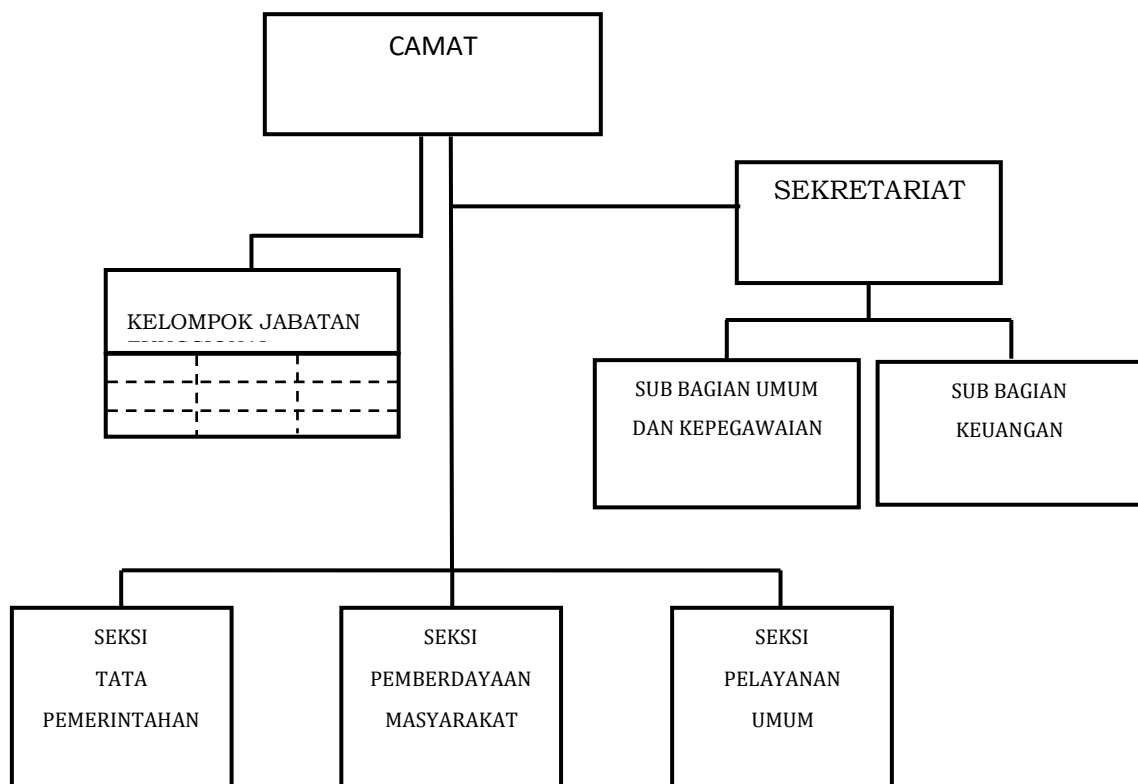 CAMAT
SEKRETARIAT
KELOMPOK JABATAN
SUB BAGIAN UMUM
DAN KEPEGAWAIAN
SUB BAGIAN
KEUANGAN
SEKSI
TATA
PEMERINTAHAN
SEKSI
PEMBERDAYAAN
MASYARAKAT
SEKSI
PELAYANAN
UMUM